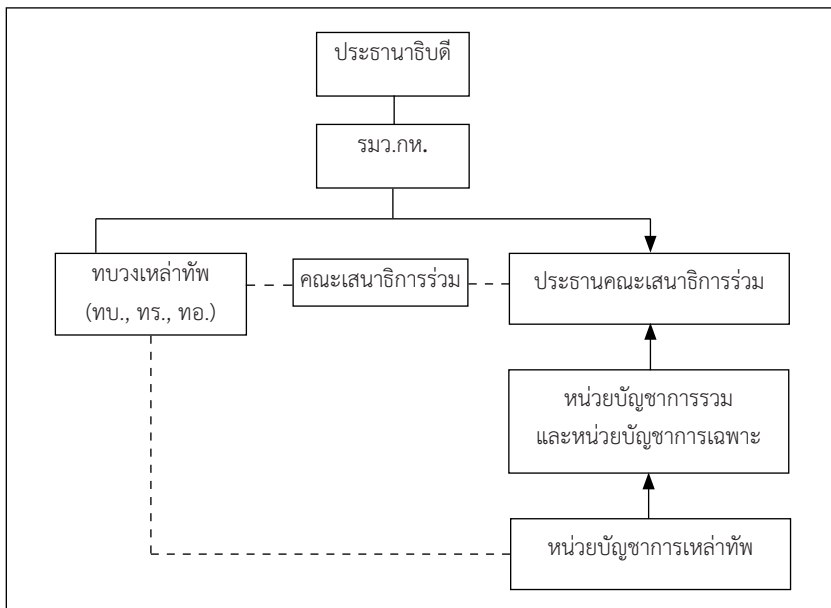 ประธานาธิบดี
รมว.กห.
ทบวงเหล่าทัพ
(ทบ., ทร., ทอ.)
คณะเสนาธิการร่วม
ประธานคณะเสนาธิการร่วม
หน่วยบัญชาการรวม
และหน่วยบัญชาการเฉพาะ
หน่วยบัญชาการเหล่าทัพ